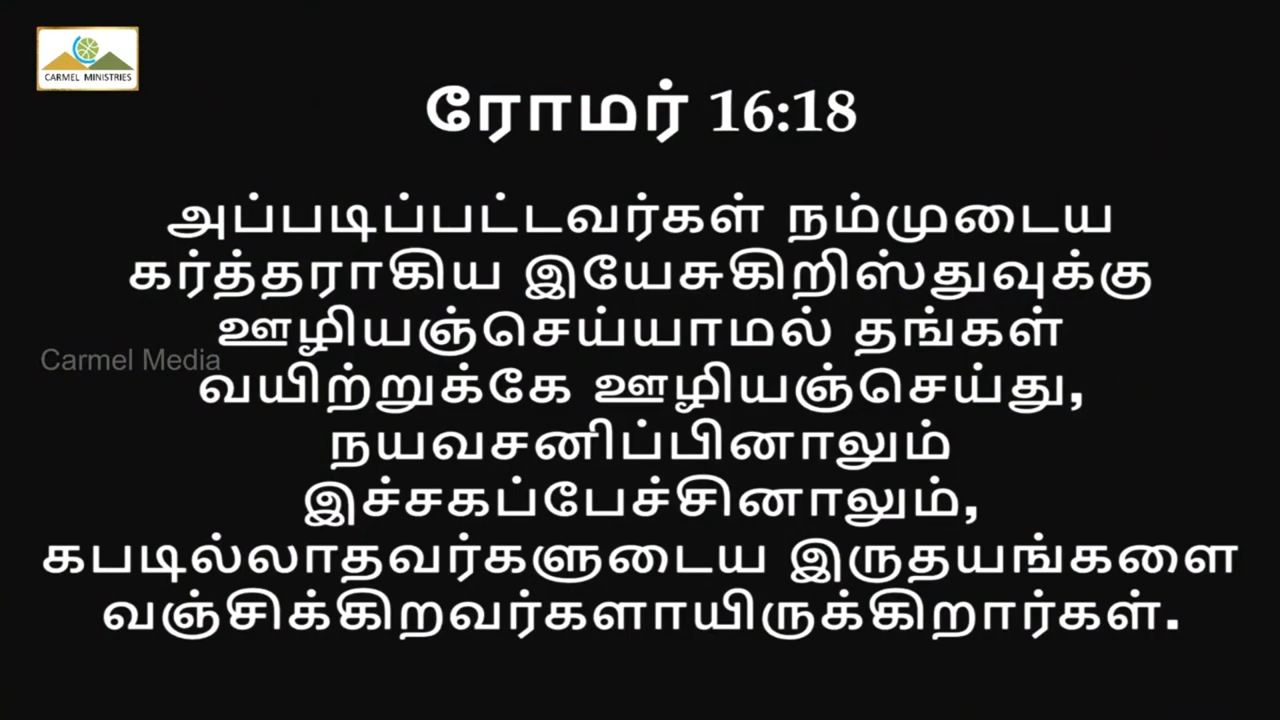 CARMEL MINISTRIES
ரோமர் 16:18
அப்படிப்பட்டவர்கள் நம்முடைய
கர்த்தராகிய இயேசுகிறிஸ்துவுக்கு
ஊழியஞ்செய்யாமல் தங்கள்
Carmel Media
வயிற்றுக்கே ஊழியஞ்செய்து,
நயவசனிப்பினாலும்
இச்சகப்பேச்சினாலும்,
கபடில்லாதவர்களுடைய இருதயங்களை
வஞ்சிக்கிறவர்களாயிருக்கிறார்கள்.